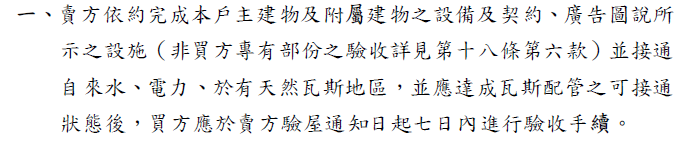 一、賣方依約完成本戶主建物及附屬建物之設備及契約、廣告圖說所
示之設施（非買方專有部份之驗收詳見第十八條第六款）並接通
自來水、電力、於有天然瓦斯地區，並應達成瓦斯配管之可接通
狀態後，買方應於賣方驗屋通知日起七日內進行驗收手續。